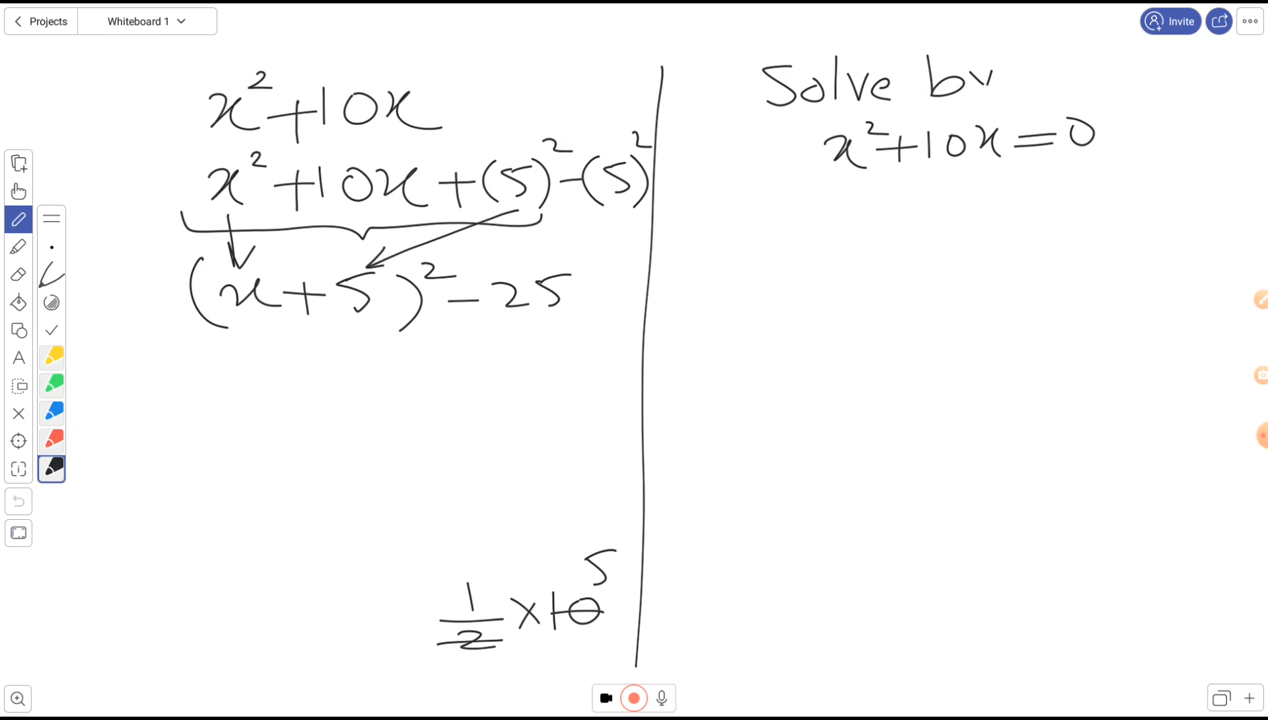 Projects
Whiteboard 1
Invite
x² + 10x
x² + 10x + (5)² - (5)²
(x + 5)² - 25
1/2 × 10 5
Solve by
x² + 10x = 0